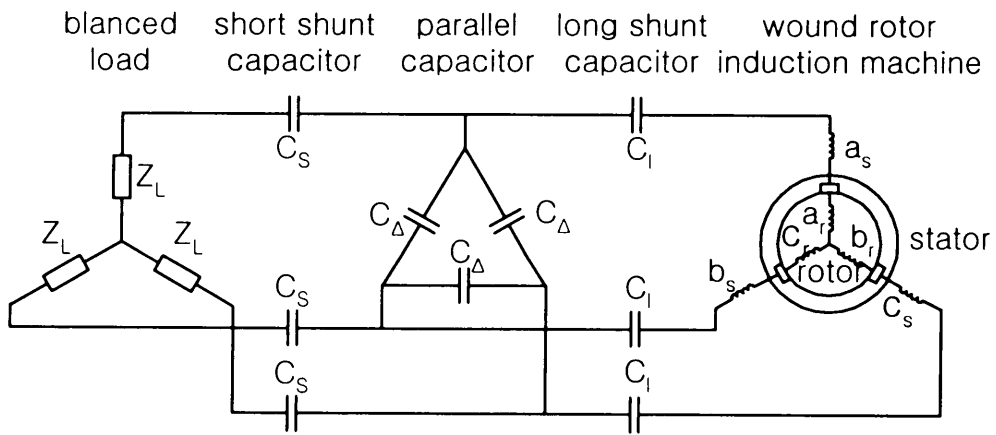 blanced load
short shunt capacitor
parallel capacitor
long shunt capacitor
wound rotor induction machine
C_S
C_l
a_s
Z_L
Z_L
Z_L
C_Δ
C_Δ
C_Δ
a_r
C_r
b_r
rotor
stator
b_s
C_s
C_S
C_l
C_S
C_l